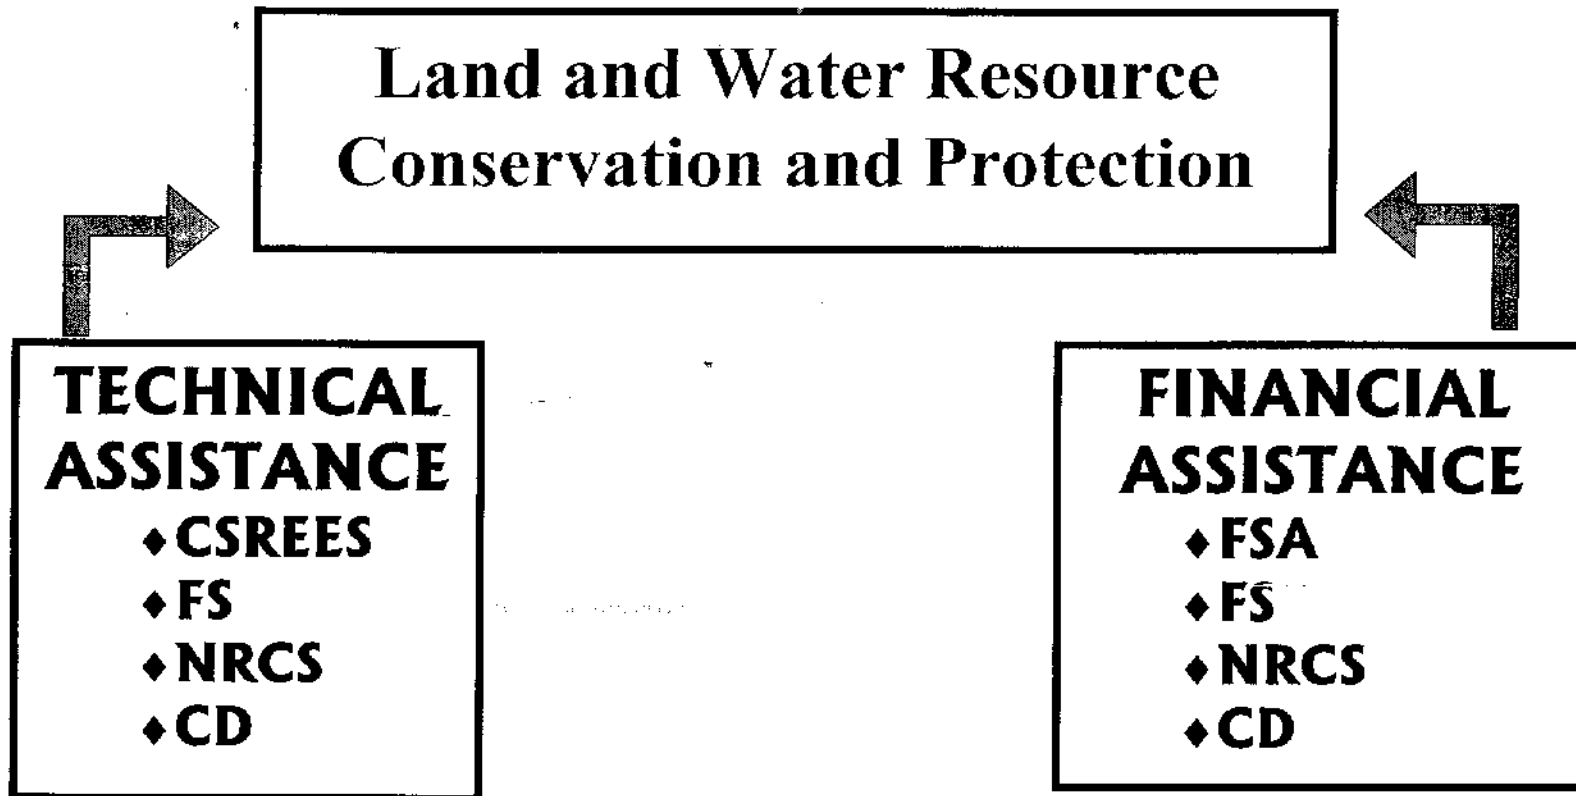 Land and Water Resource
Conservation and Protection
TECHNICAL
ASSISTANCE
♦CSREES
♦FS
♦NRCS
♦CD
FINANCIAL
ASSISTANCE
♦FSA
♦FS
♦NRCS
♦CD